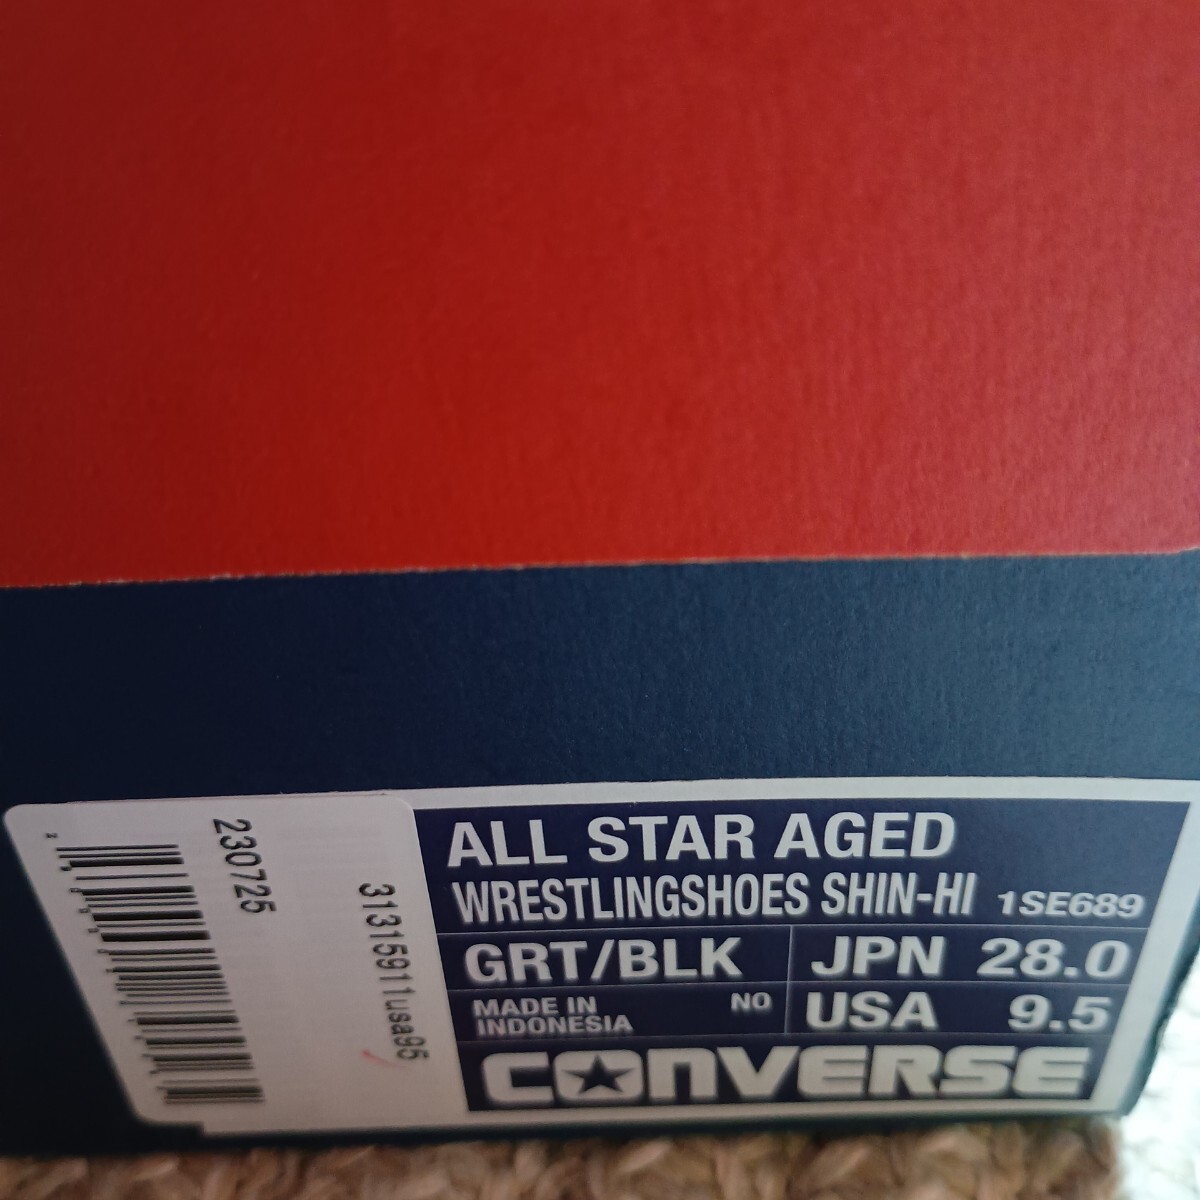 ALL STAR AGED
WRESTLINGSHOES SHIN-HI 1SE689
GRT/BLK
JPN 28.0
MADE IN
INDONESIA
NO
USA 9.5
CONVERSE
230725
31315911usa95